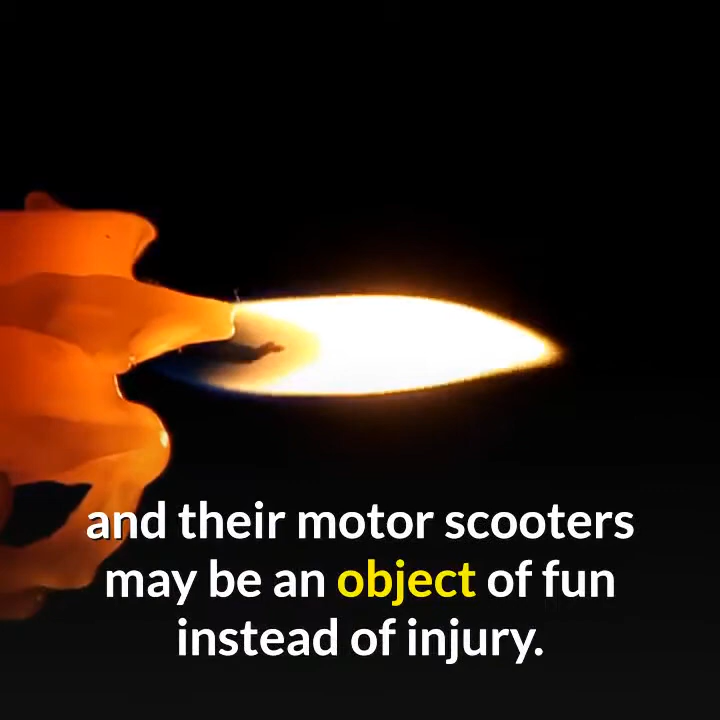 and their motor scooters
may be an object of fun
instead of injury.